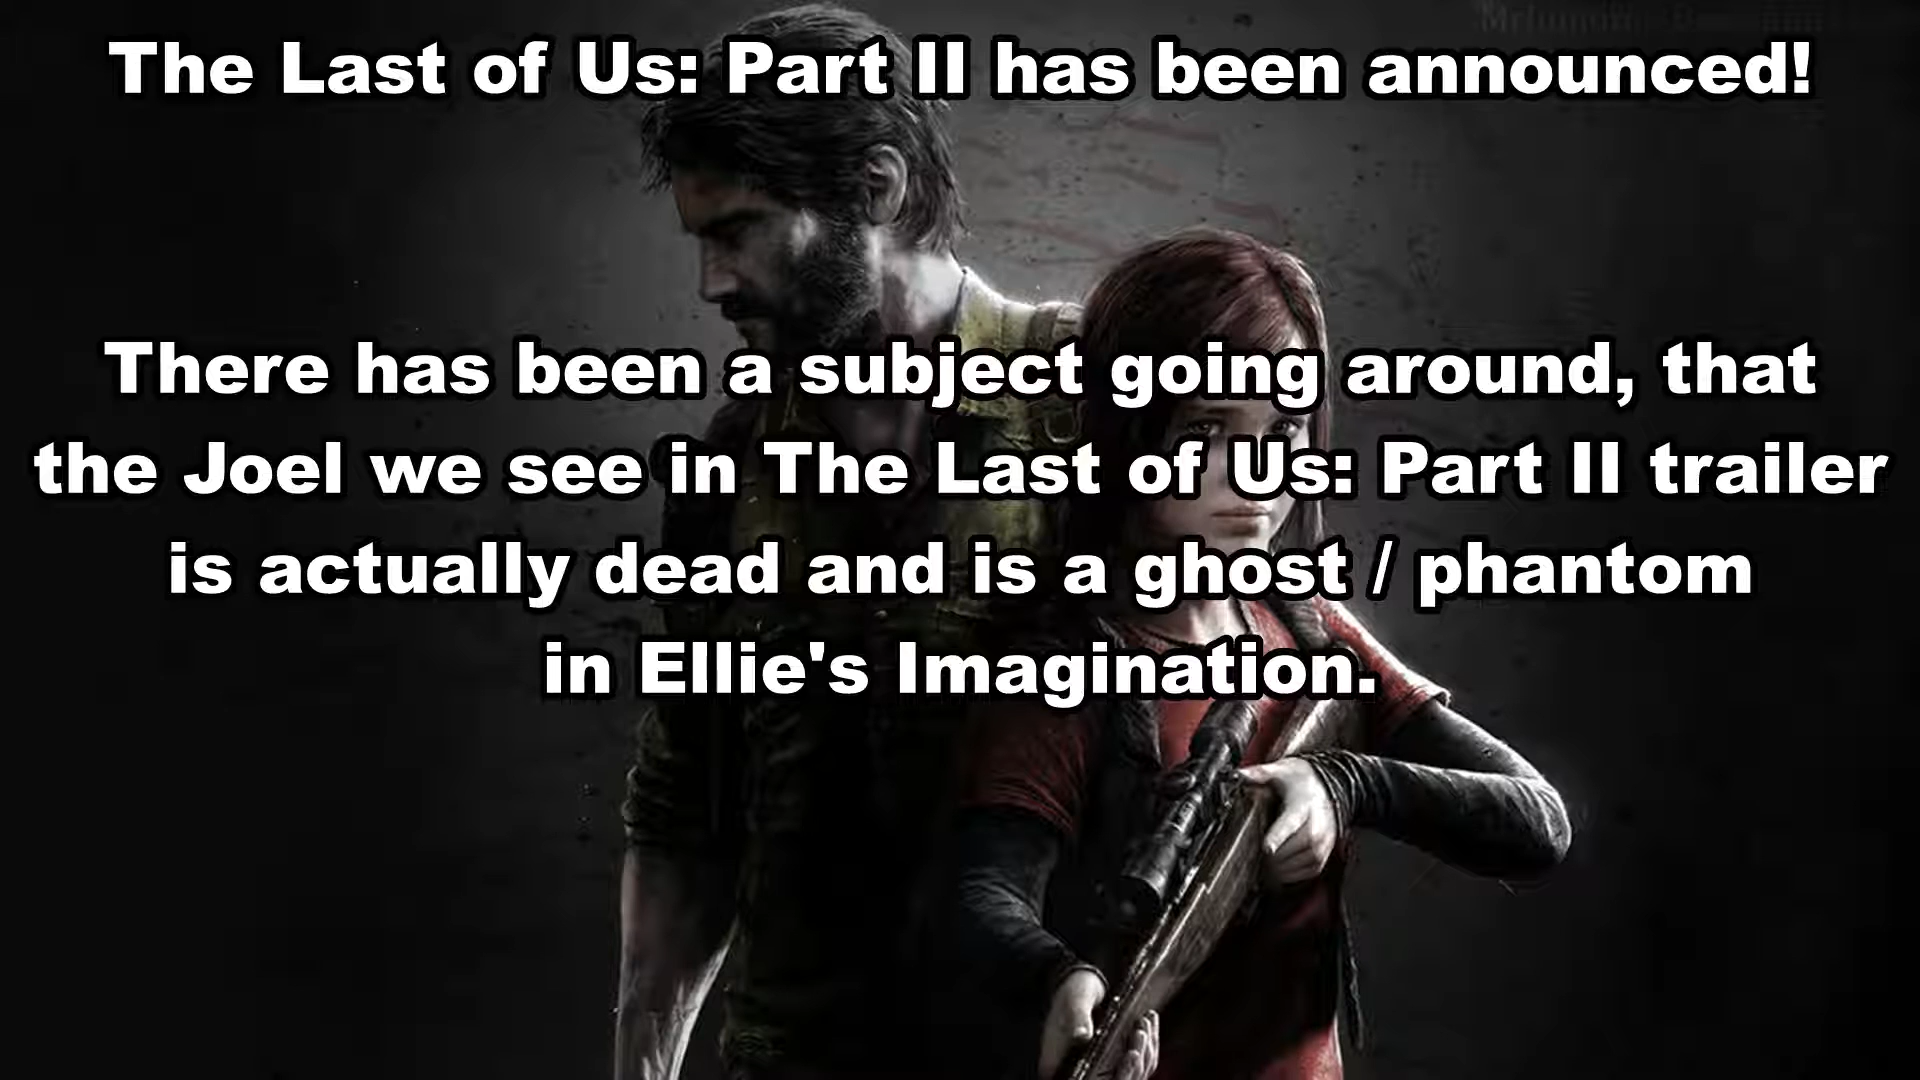 The Last of Us: Part II has been announced!
There has been a subject going around, that
the Joel we see in The Last of Us: Part II trailer
is actually dead and is a ghost / phantom
in Ellie's Imagination.